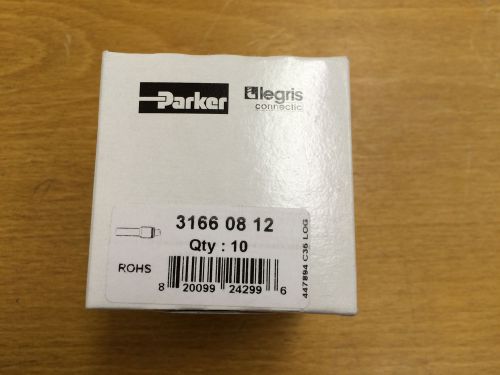 Parker
legris
connectic
3166 08 12
Qty : 10
ROHS
8 20099 24299 6
447894 C36 LOG